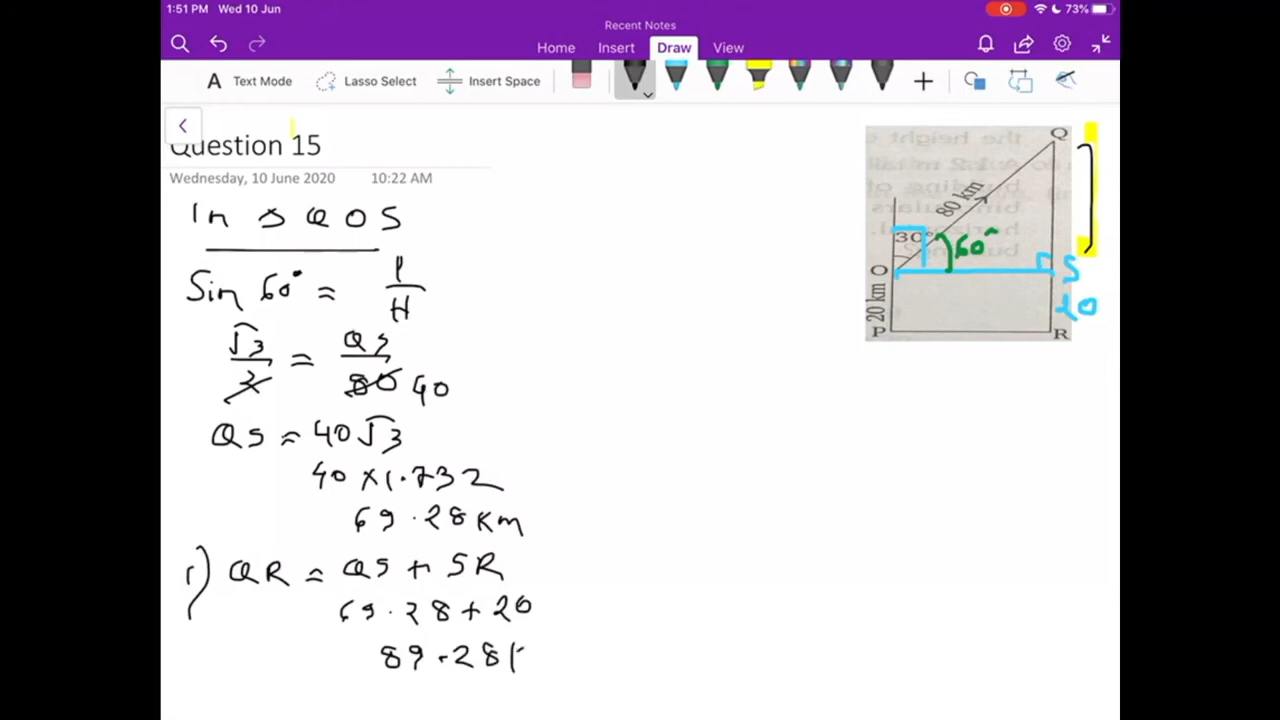 1:51 PM Wed 10 Jun
73%
Recent Notes
Home Insert Draw View
A Text Mode Lasso Select Insert Space
Question 15
Wednesday, 10 June 2020 10:22 AM
In △ Q O S
Sin 60° = P/H
√3/2 = QS/80 40
QS = 40√3
40 × 1.732
69.28 Km
i) QR = QS + SR
69.28 + 20
89.28
Q
80 km
30°
60°
O
S
20 km
20
P
R